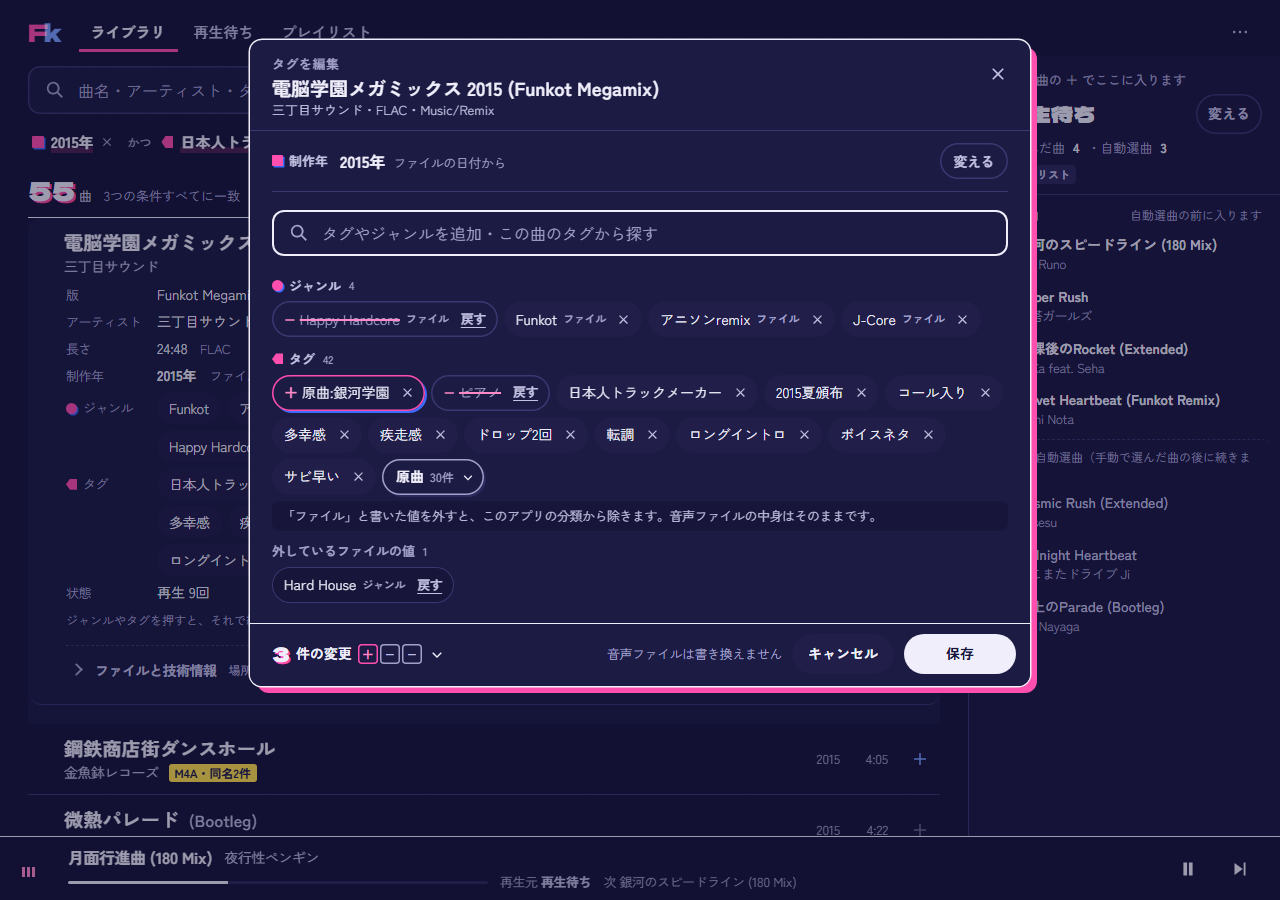 Fk ライブラリ 再生待ち プレイリスト …
曲名・アーティスト・タ
2015年 × かつ 日本人トラ
55 曲 3つの条件すべてに一致
電脳学園メガミックス
三丁目サウンド
版 Funkot Megami
アーティスト 三丁目サウンド
長さ 24:48 FLAC
制作年 2015年 ファイ
ジャンル Funkot
Happy Hardco
タグ 日本人トラッ
多幸感
ロングイント
状態 再生 9回
ジャンルやタグを押すと、それで
ファイルと技術情報 場所
鋼鉄商店街ダンスホール
金魚鉢レコーズ M4A・同名2件
2015 4:05 +
微熱パレード (Bootleg)
2015 4:22 +
タグを編集
電脳学園メガミックス 2015 (Funkot Megamix)
三丁目サウンド・FLAC・Music/Remix
制作年 2015年 ファイルの日付から 変える
タグやジャンルを追加・この曲のタグから探す
ジャンル 4
− Happy Hardcore ファイル 戻す Funkot ファイル × アニソンremix ファイル × J-Core ファイル ×
タグ 42
+ 原曲:銀河学園 × − ピアノ 戻す 日本人トラックメーカー × 2015夏頒布 × コール入り ×
多幸感 × 疾走感 × ドロップ2回 × 転調 × ロングイントロ × ボイスネタ ×
サビ早い × 原曲 30件
「ファイル」と書いた値を外すと、このアプリの分類から除きます。音声ファイルの中身はそのままです。
外しているファイルの値 1
Hard House ジャンル 戻す
3 件の変更 + − − 音声ファイルは書き換えません キャンセル 保存
曲の + でここに入ります
生待ち 変える
だ曲 4 ・自動選曲 3
リスト
自動選曲の前に入ります
河のスピードライン (180 Mix)
Runo
per Rush
塔ガールズ
課後のRocket (Extended)
ka feat. Seha
vet Heartbeat (Funkot Remix)
ni Nota
自動選曲（手動で選んだ曲の後に続きま
smic Rush (Extended)
sesu
dnight Heartbeat
こまたドライブ Ji
上のParade (Bootleg)
Nayaga
月面行進曲 (180 Mix) 夜行性ペンギン
再生元 再生待ち 次 銀河のスピードライン (180 Mix)